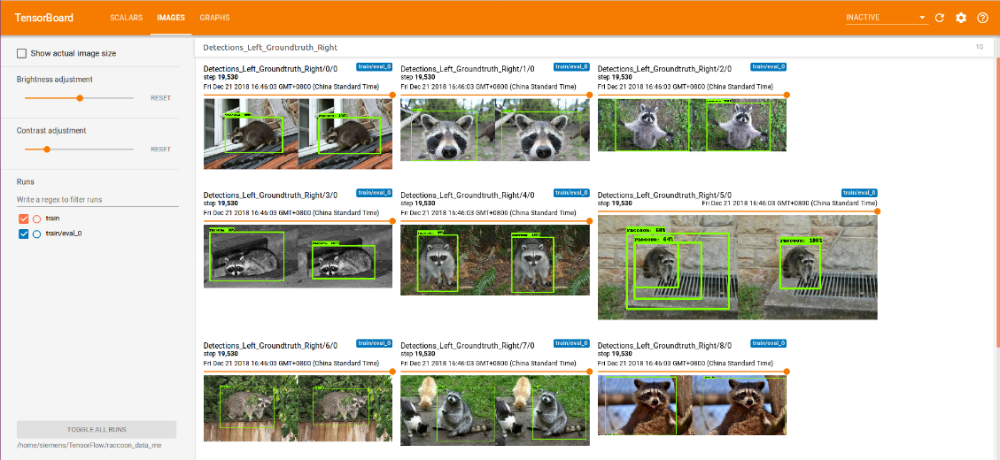 TensorBoard SCALARS IMAGES GRAPHS INACTIVE
Show actual image size
Brightness adjustment
RESET
Contrast adjustment
RESET
Runs
Write a regex to filter runs
train
train/eval_0
TOGGLE ALL RUNS
/home/siemens/TensorFlow/raccoon_data_me
Detections_Left_Groundtruth_Right 10
Detections_Left_Groundtruth_Right/0/0 train/eval_0
step 19,530
Fri Dec 21 2018 16:46:03 GMT+0800 (China Standard Time)
Detections_Left_Groundtruth_Right/1/0 train/eval_0
step 19,530
Fri Dec 21 2018 16:46:03 GMT+0800 (China Standard Time)
Detections_Left_Groundtruth_Right/2/0 train/eval_0
step 19,530
Fri Dec 21 2018 16:46:03 GMT+0800 (China Standard Time)
Detections_Left_Groundtruth_Right/3/0 train/eval_0
step 19,530
Fri Dec 21 2018 16:46:03 GMT+0800 (China Standard Time)
Detections_Left_Groundtruth_Right/4/0 train/eval_0
step 19,530
Fri Dec 21 2018 16:46:03 GMT+0800 (China Standard Time)
raccoon: 100%
Detections_Left_Groundtruth_Right/5/0 train/eval_0
step 19,530 Fri Dec 21 2018 16:46:03 GMT+0800 (China Standard Time)
raccoon: 50%
raccoon: 64%
raccoon: 100%
Detections_Left_Groundtruth_Right/6/0 train/eval_0
step 19,530
Fri Dec 21 2018 16:46:03 GMT+0800 (China Standard Time)
Detections_Left_Groundtruth_Right/7/0 train/eval_0
step 19,530
Fri Dec 21 2018 16:46:03 GMT+0800 (China Standard Time)
Detections_Left_Groundtruth_Right/8/0 train/eval_0
step 19,530
Fri Dec 21 2018 16:46:03 GMT+0800 (China Standard Time)